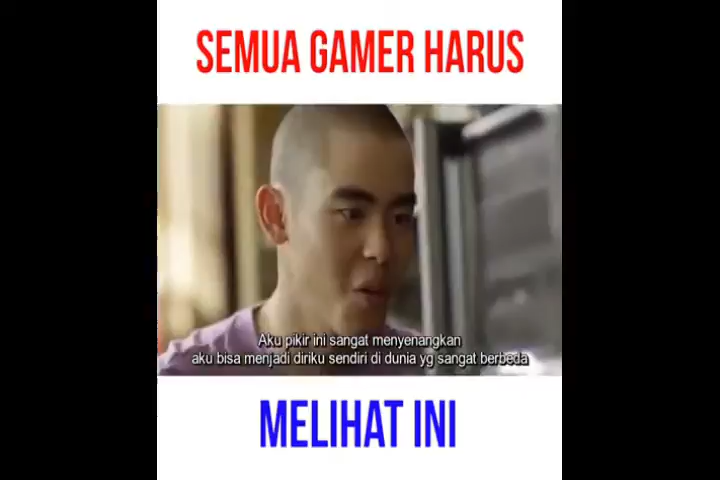 SEMUA GAMER HARUS
Aku pikir ini sangat menyenangkan
aku bisa menjadi diriku sendiri di dunia yg sangat berbeda
MELIHAT INI